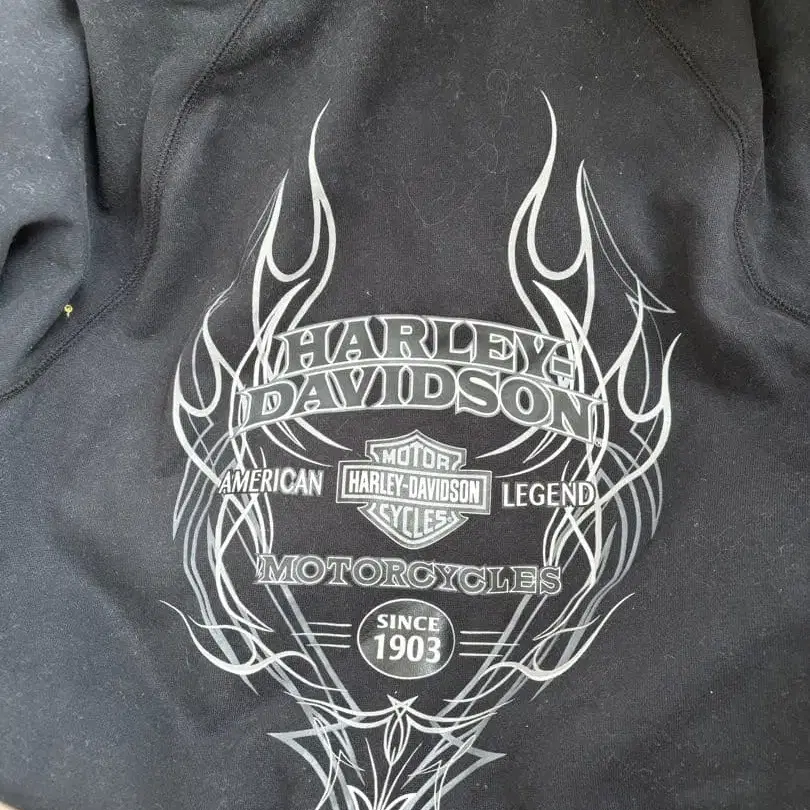 HARLEY-
DAVIDSON®
AMERICAN
MOTOR
HARLEY-DAVIDSON
CYCLES
LEGEND
MOTORCYCLES
SINCE
1903